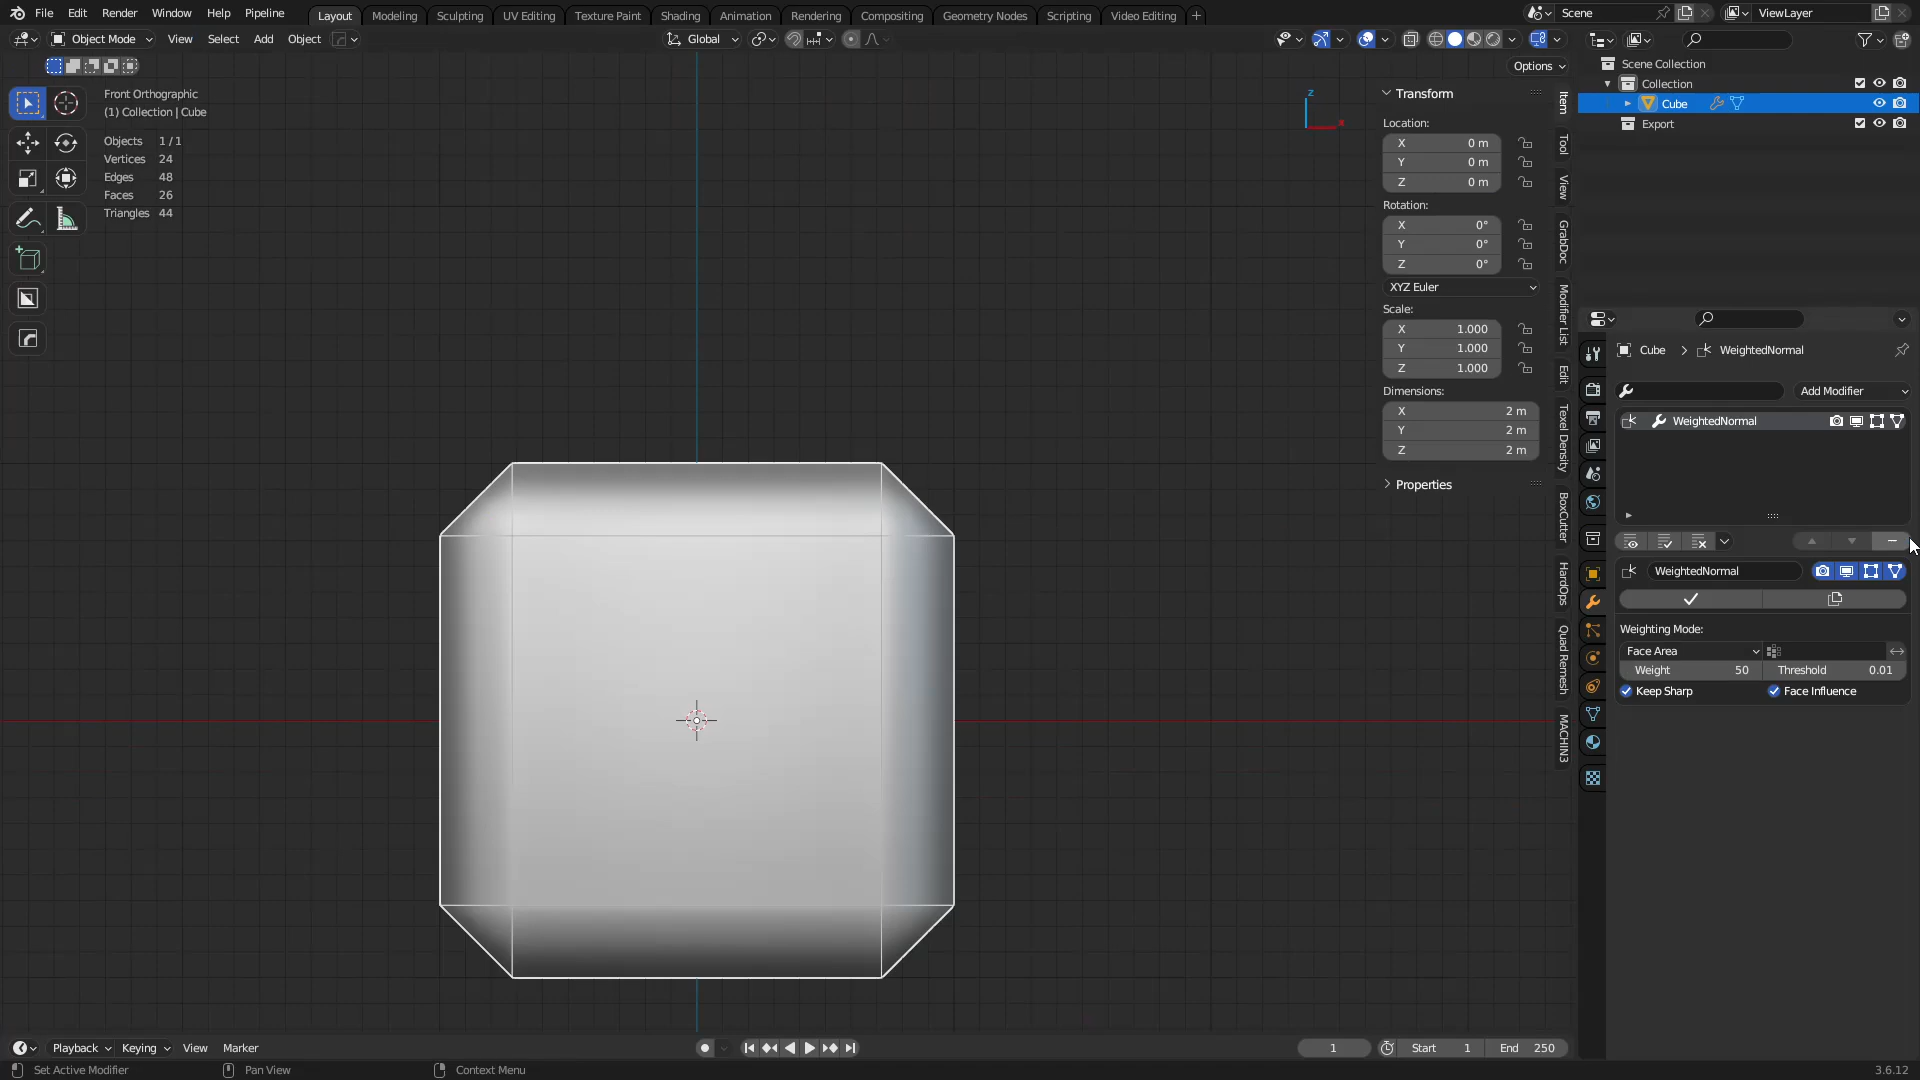 File Edit Render Window Help Pipeline Layout Modeling Sculpting UV Editing Texture Paint Shading Animation Rendering Compositing Geometry Nodes Scripting Video Editing + Scene ViewLayer
Object Mode View Select Add Object Global
Options
Front Orthographic
(1) Collection | Cube
Objects 1 / 1
Vertices 24
Edges 48
Faces 26
Triangles 44
Z
X
Transform
Location:
X 0 m
Y 0 m
Z 0 m
Rotation:
X 0°
Y 0°
Z 0°
XYZ Euler
Scale:
X 1.000
Y 1.000
Z 1.000
Dimensions:
X 2 m
Y 2 m
Z 2 m
Properties
Item
Tool
View
GrabDoc
Modifier List
Edit
Texel Density
BoxCutter
HardOps
Quad Remesh
MACHIN3
Scene Collection
Collection
Cube
Export
Cube > WeightedNormal
Add Modifier
WeightedNormal
WeightedNormal
Weighting Mode:
Face Area
Weight 50 Threshold 0.01
Keep Sharp Face Influence
Playback Keying View Marker 1 Start 1 End 250
Set Active Modifier Pan View Context Menu 3.6.12